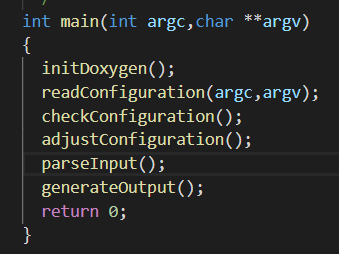 int main(int argc,char **argv)
{
initDoxygen();
readConfiguration(argc,argv);
checkConfiguration();
adjustConfiguration();
parseInput();
generateOutput();
return 0;
}